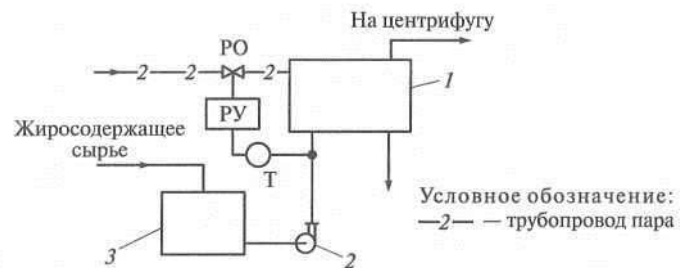 На центрифугу
РО
2
2
2
1
РУ
Жиросодержащее
сырье
Т
3
2
Условное обозначение:
—2— — трубопровод пара